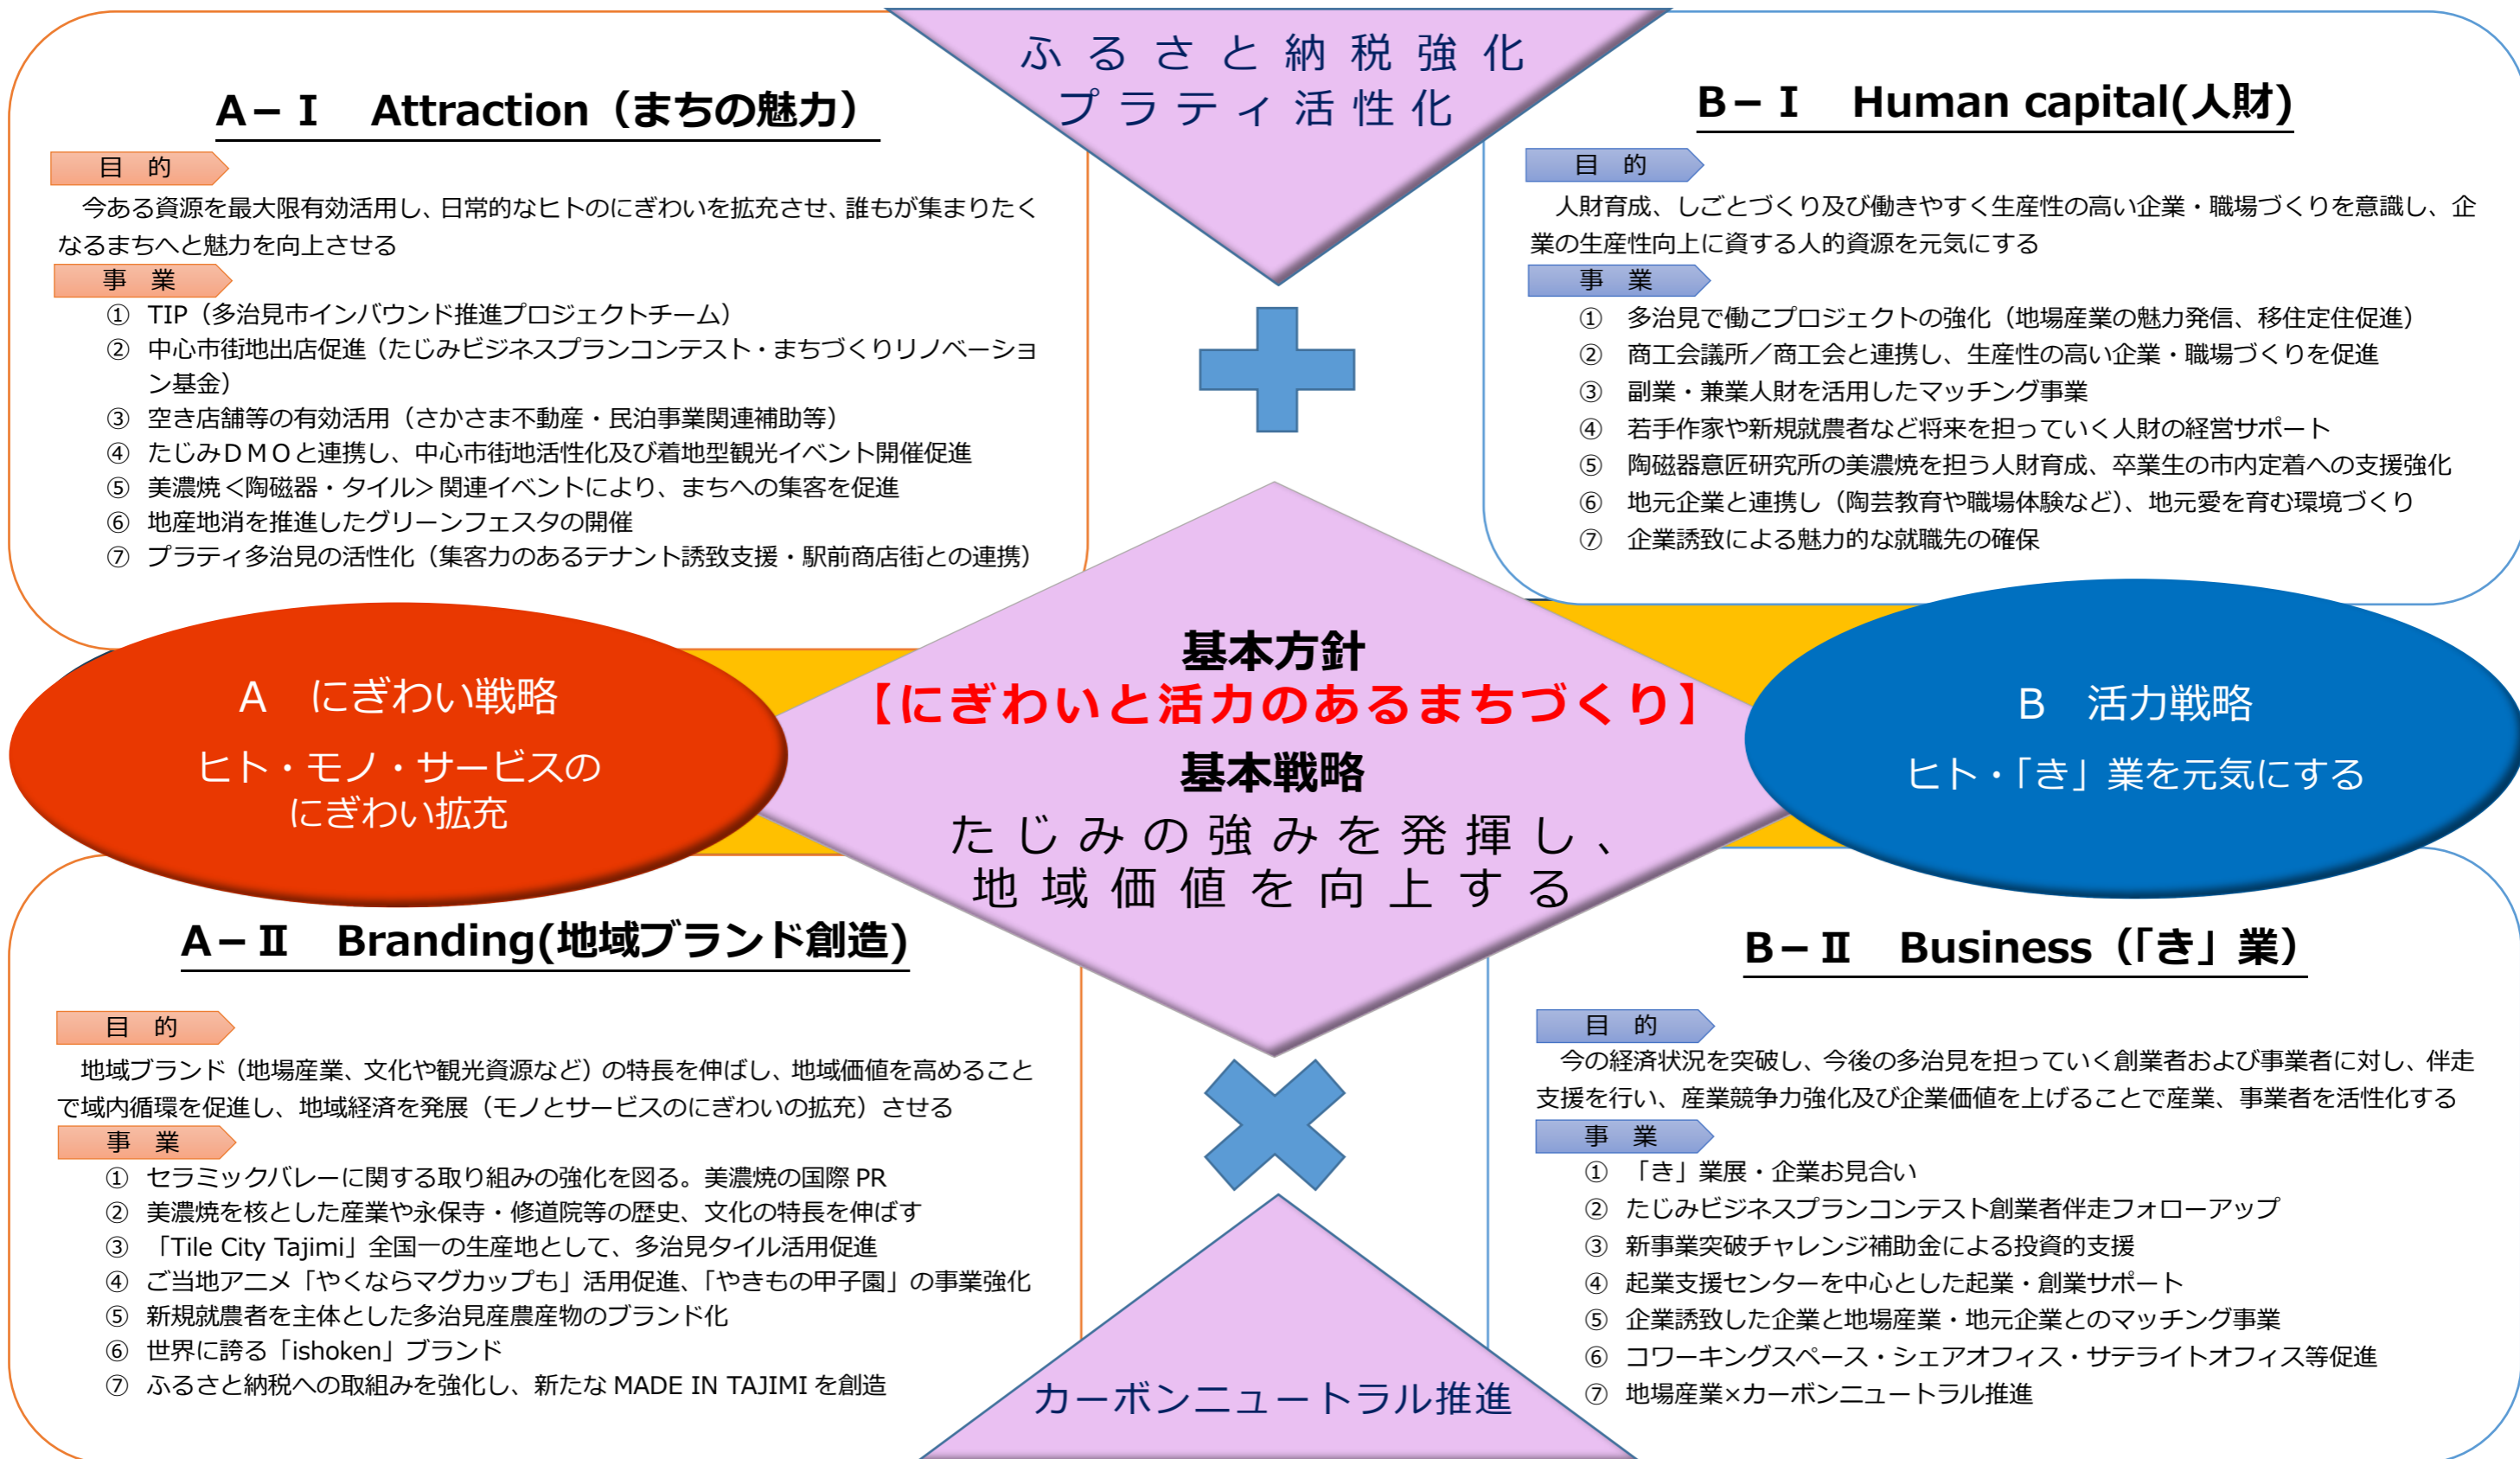 ふるさと納税強化
プラティ活性化
A－Ⅰ　Attraction（まちの魅力）
目　的
今ある資源を最大限有効活用し、日常的なヒトのにぎわいを拡充させ、誰もが集まりたく
なるまちへと魅力を向上させる
事　業
① TIP（多治見市インバウンド推進プロジェクトチーム）
② 中心市街地出店促進（たじみビジネスプランコンテスト・まちづくりリノベーショ
ン基金）
③ 空き店舗等の有効活用（さかさま不動産・民泊事業関連補助等）
④ たじみＤＭＯと連携し、中心市街地活性化及び着地型観光イベント開催促進
⑤ 美濃焼＜陶磁器・タイル＞関連イベントにより、まちへの集客を促進
⑥ 地産地消を推進したグリーンフェスタの開催
⑦ プラティ多治見の活性化（集客力のあるテナント誘致支援・駅前商店街との連携）
B－Ⅰ　Human capital(人財)
目　的
人財育成、しごとづくり及び働きやすく生産性の高い企業・職場づくりを意識し、企
業の生産性向上に資する人的資源を元気にする
事　業
① 多治見で働こプロジェクトの強化（地場産業の魅力発信、移住定住促進）
② 商工会議所／商工会と連携し、生産性の高い企業・職場づくりを促進
③ 副業・兼業人財を活用したマッチング事業
④ 若手作家や新規就農者など将来を担っていく人財の経営サポート
⑤ 陶磁器意匠研究所の美濃焼を担う人財育成、卒業生の市内定着への支援強化
⑥ 地元企業と連携し（陶芸教育や職場体験など）、地元愛を育む環境づくり
⑦ 企業誘致による魅力的な就職先の確保
A　にぎわい戦略
ヒト・モノ・サービスの
にぎわい拡充
基本方針
【にぎわいと活力のあるまちづくり】
基本戦略
たじみの強みを発揮し、
地域価値を向上する
B　活力戦略
ヒト・「き」業を元気にする
A－Ⅱ　Branding(地域ブランド創造)
目　的
地域ブランド（地場産業、文化や観光資源など）の特長を伸ばし、地域価値を高めること
で域内循環を促進し、地域経済を発展（モノとサービスのにぎわいの拡充）させる
事　業
① セラミックバレーに関する取り組みの強化を図る。美濃焼の国際 PR
② 美濃焼を核とした産業や永保寺・修道院等の歴史、文化の特長を伸ばす
③ 「Tile City Tajimi」全国一の生産地として、多治見タイル活用促進
④ ご当地アニメ「やくならマグカップも」活用促進、「やきもの甲子園」の事業強化
⑤ 新規就農者を主体とした多治見産農産物のブランド化
⑥ 世界に誇る「ishoken」ブランド
⑦ ふるさと納税への取組みを強化し、新たな MADE IN TAJIMI を創造
B－Ⅱ　Business（「き」業）
目　的
今の経済状況を突破し、今後の多治見を担っていく創業者および事業者に対し、伴走
支援を行い、産業競争力強化及び企業価値を上げることで産業、事業者を活性化する
事　業
① 「き」業展・企業お見合い
② たじみビジネスプランコンテスト創業者伴走フォローアップ
③ 新事業突破チャレンジ補助金による投資的支援
④ 起業支援センターを中心とした起業・創業サポート
⑤ 企業誘致した企業と地場産業・地元企業とのマッチング事業
⑥ コワーキングスペース・シェアオフィス・サテライトオフィス等促進
⑦ 地場産業×カーボンニュートラル推進
カーボンニュートラル推進